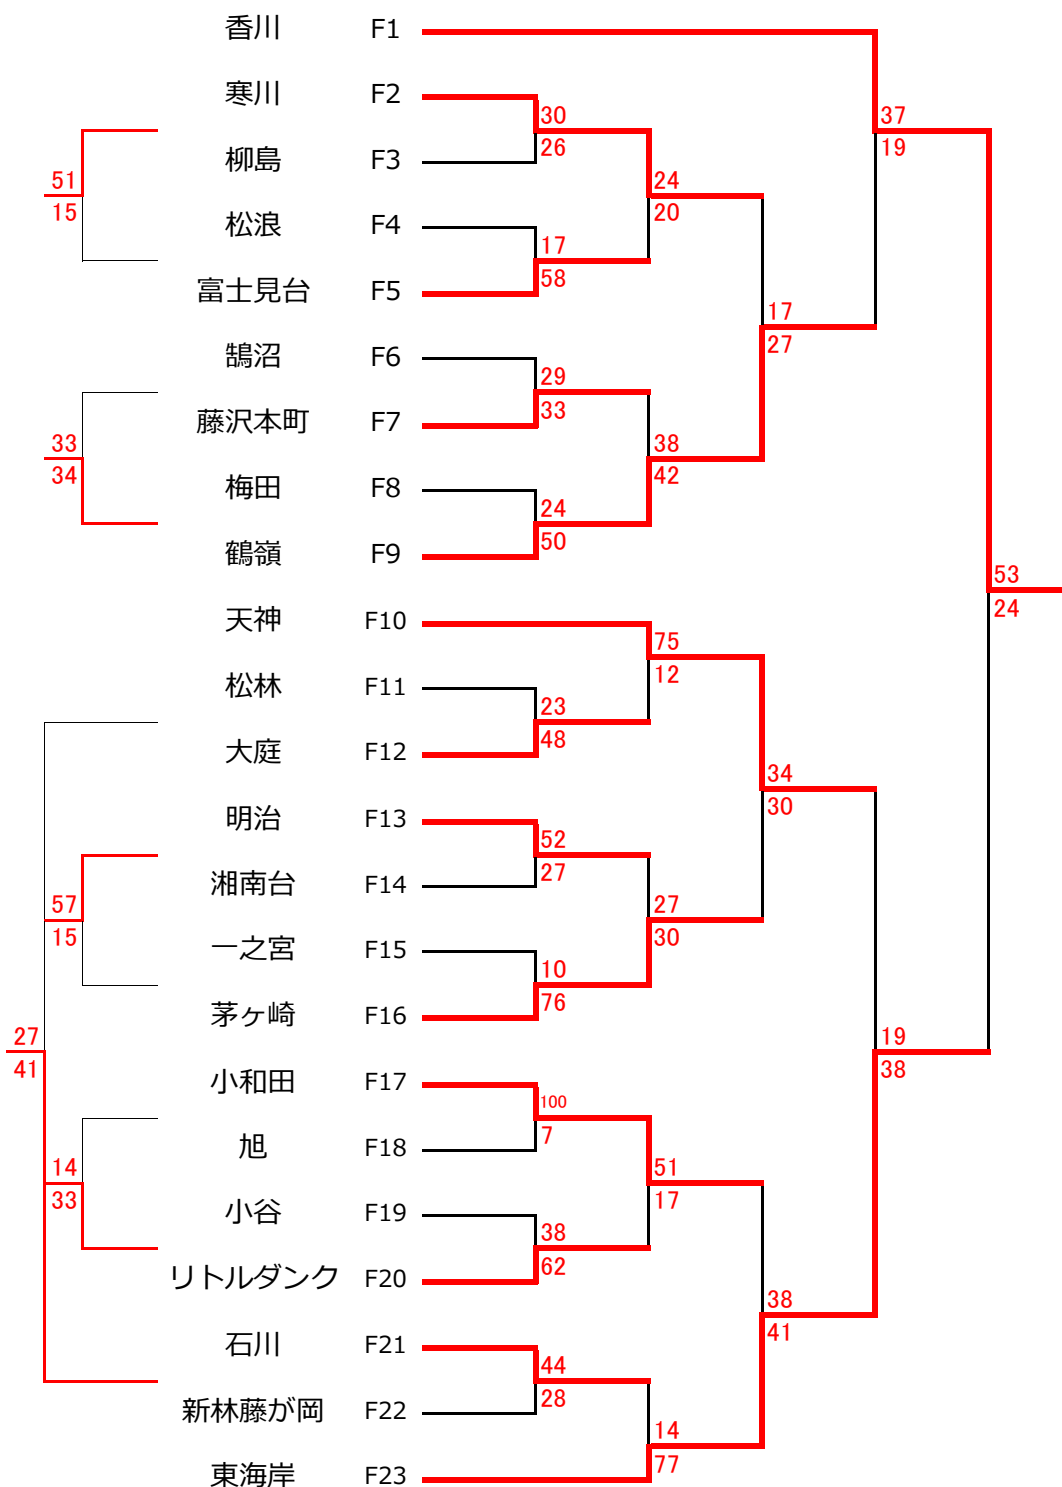 香川 F1
寒川 F2
30
37
26
柳島 F3
19
51
24
15
20
松浪 F4
17
58
富士見台 F5
17
27
鵠沼 F6
29
33
藤沢本町 F7
33
38
34
42
梅田 F8
24
50
鶴嶺 F9
53
24
天神 F10
75
12
松林 F11
23
48
大庭 F12
34
30
明治 F13
52
27
湘南台 F14
57
27
15
30
一之宮 F15
10
76
茅ヶ崎 F16
27
19
41
38
小和田 F17
100
7
旭 F18
14
51
33
17
小谷 F19
38
62
リトルダンク F20
38
41
石川 F21
44
28
新林藤が岡 F22
14
77
東海岸 F23